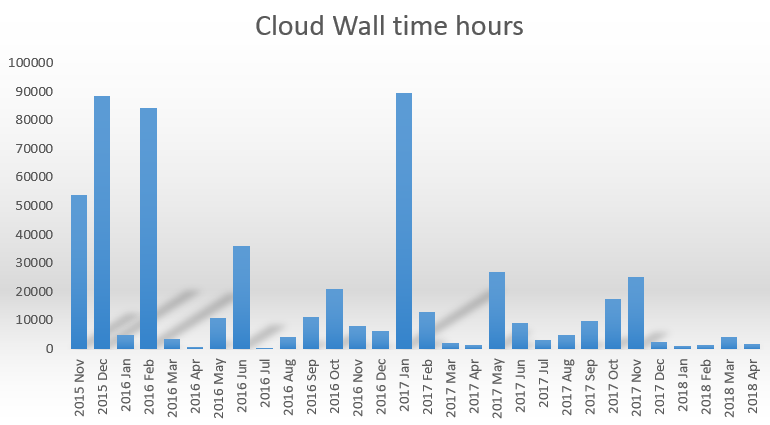 Cloud Wall time hours
100000
90000
80000
70000
60000
50000
40000
30000
20000
10000
0
2015 Nov
2015 Dec
2016 Jan
2016 Feb
2016 Mar
2016 Apr
2016 May
2016 Jun
2016 Jul
2016 Aug
2016 Sep
2016 Oct
2016 Nov
2016 Dec
2017 Jan
2017 Feb
2017 Mar
2017 Apr
2017 May
2017 Jun
2017 Jul
2017 Aug
2017 Sep
2017 Oct
2017 Nov
2017 Dec
2018 Jan
2018 Feb
2018 Mar
2018 Apr